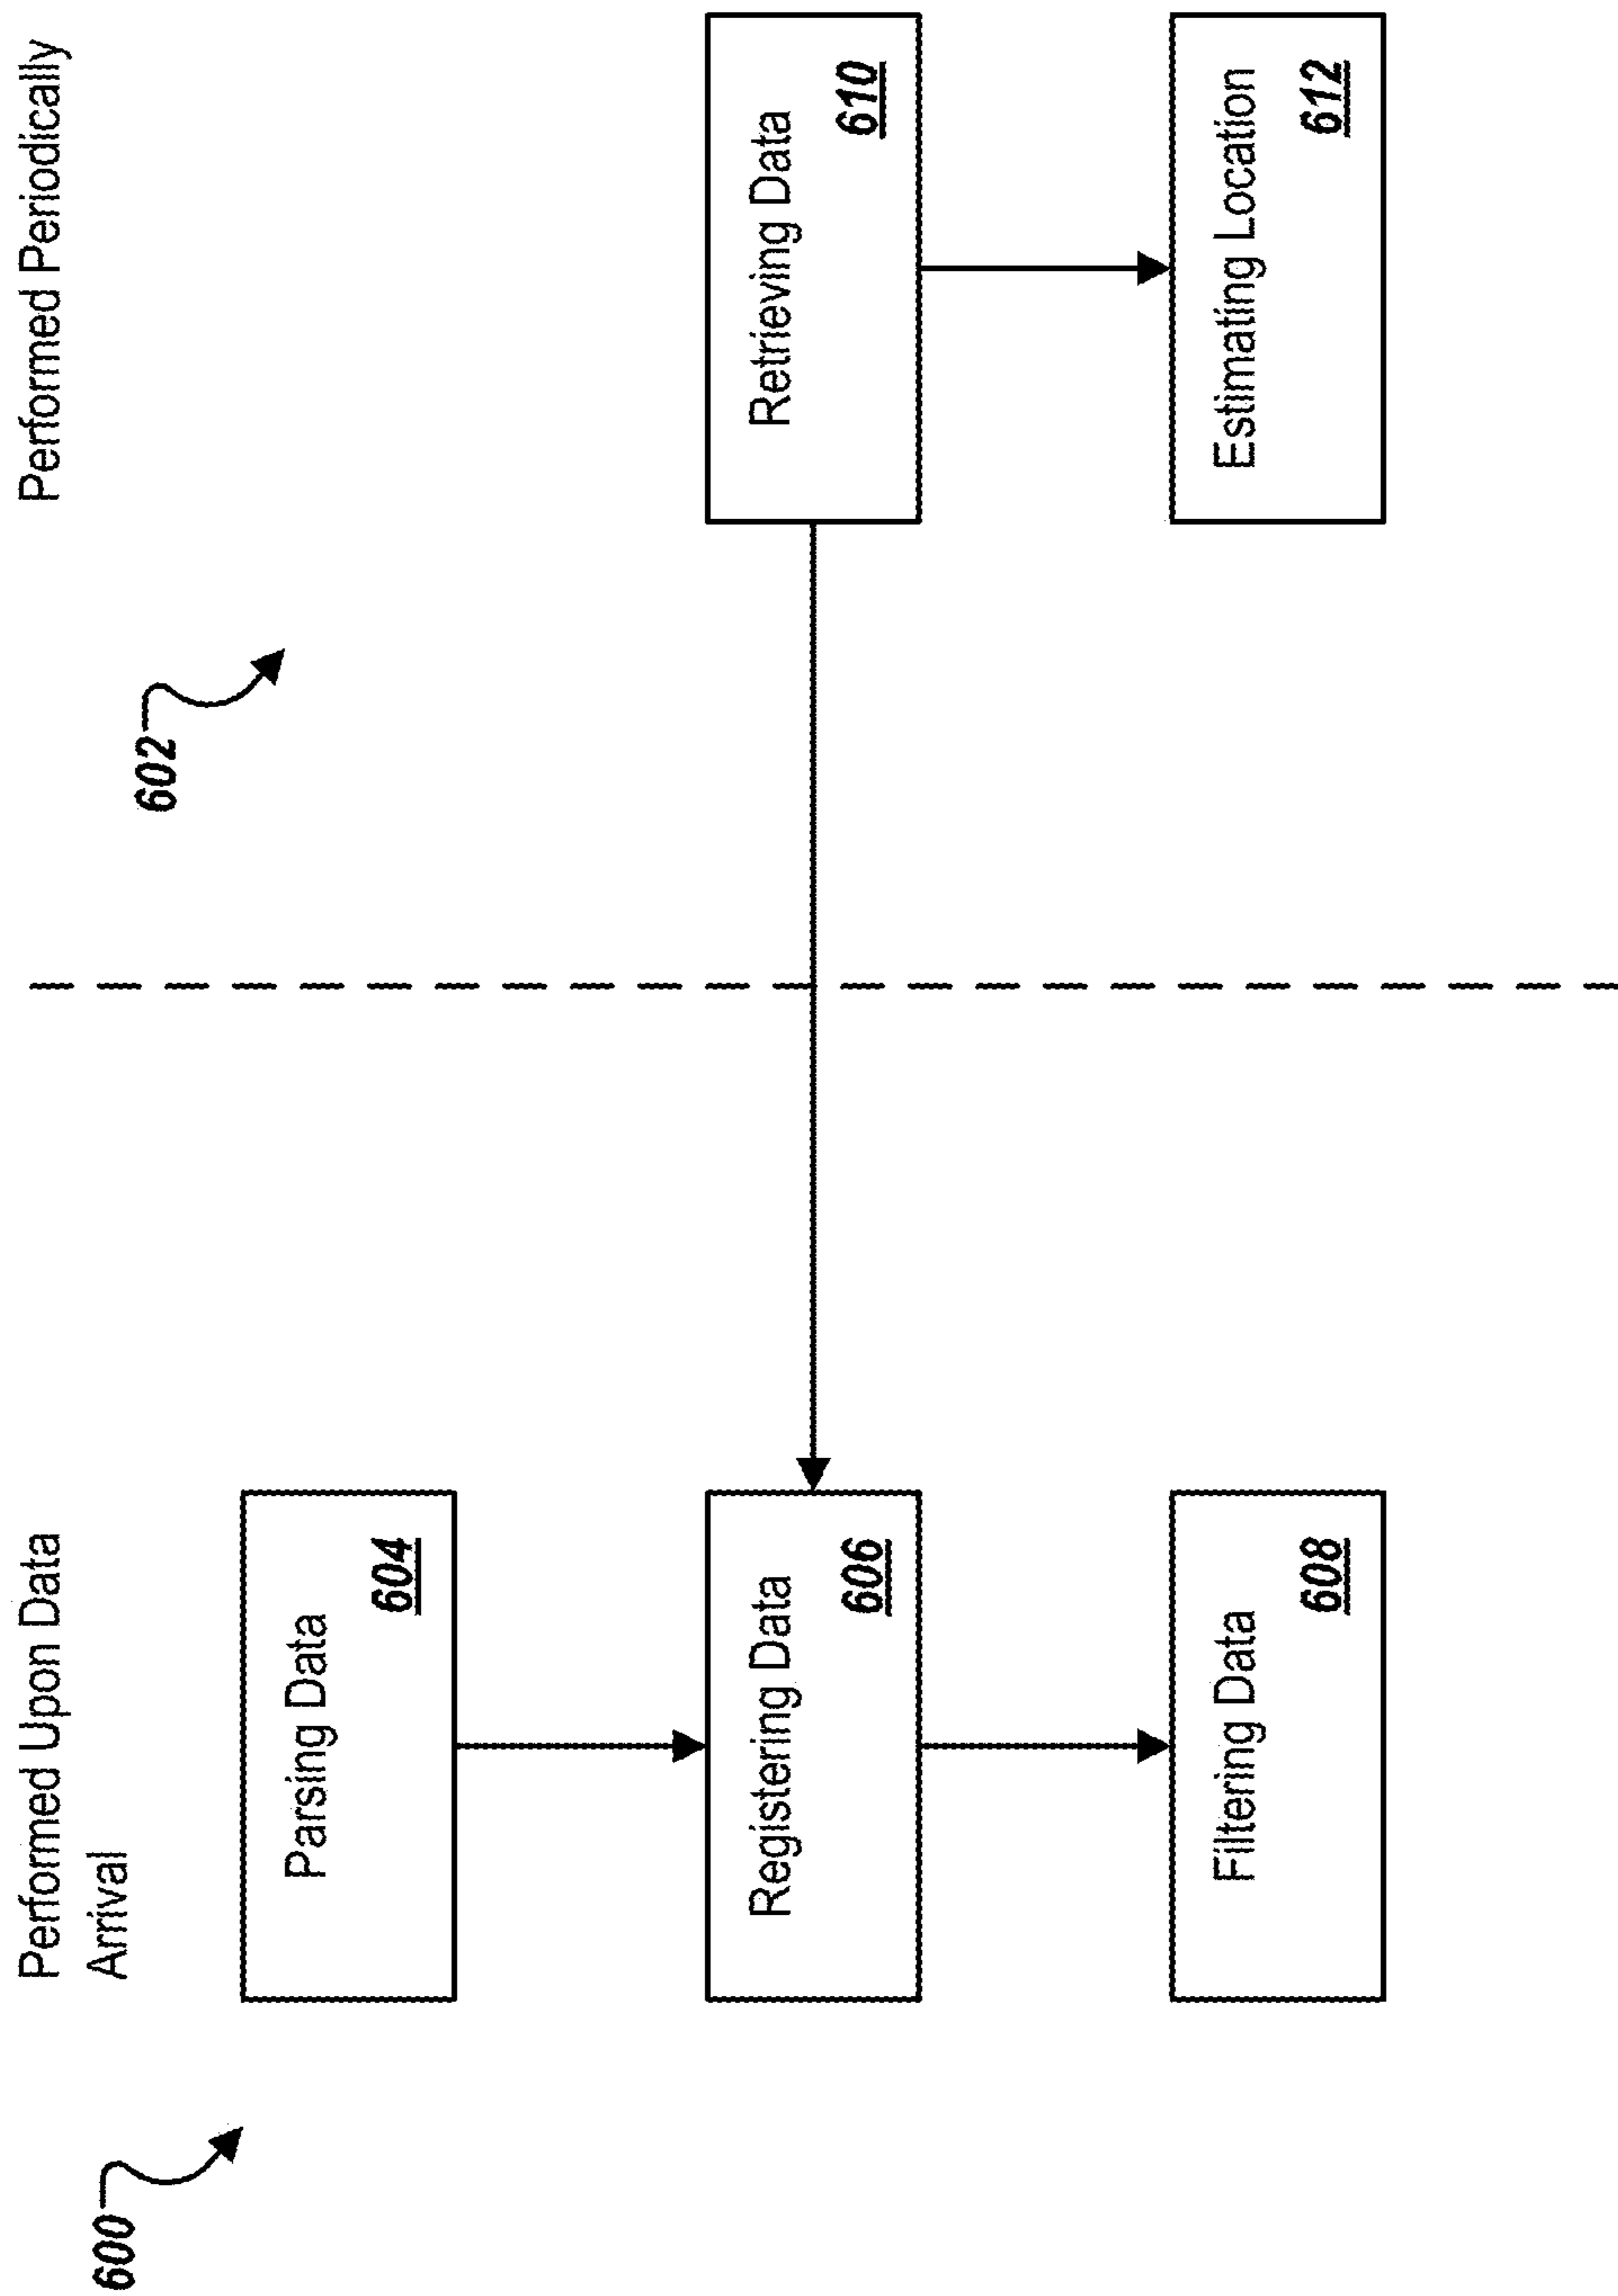 Performed Upon Data
Arrival
600
Parsing Data
604
Registering Data
606
Filtering Data
608
Performed Periodically
602
Retrieving Data
610
Estimating Location
612